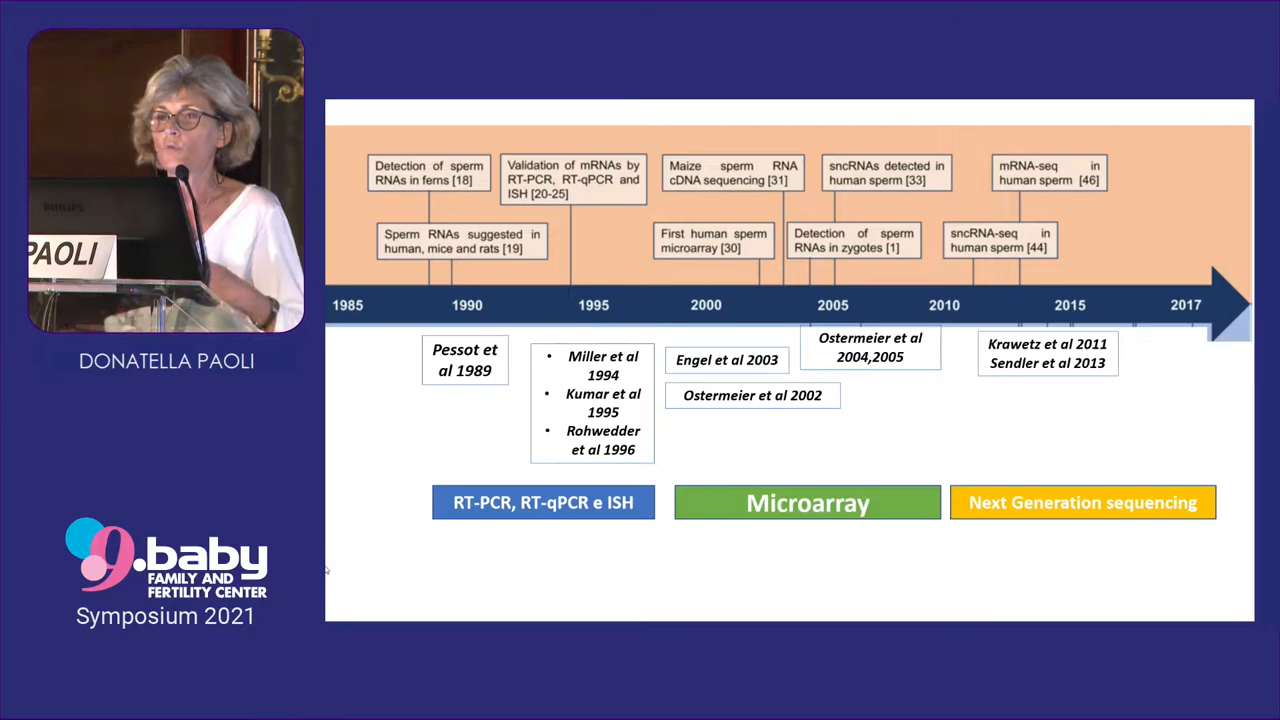 PHILIPS
PAOLI
DONATELLA PAOLI
9.baby
FAMILY AND
FERTILITY CENTER
Symposium 2021
Detection of sperm
RNAs in ferns [18]
Validation of mRNAs by
RT-PCR, RT-qPCR and
ISH [20-25]
Maize sperm RNA
cDNA sequencing [31]
sncRNAs detected in
human sperm [33]
mRNA-seq in
human sperm [46]
Sperm RNAs suggested in
human, mice and rats [19]
First human sperm
microarray [30]
Detection of sperm
RNAs in zygotes [1]
sncRNA-seq in
human sperm [44]
1985 1990 1995 2000 2005 2010 2015 2017
Pessot et
al 1989
• Miller et al
1994
• Kumar et al
1995
• Rohwedder
et al 1996
Engel et al 2003
Ostermeier et al 2002
Ostermeier et al
2004,2005
Krawetz et al 2011
Sendler et al 2013
RT-PCR, RT-qPCR e ISH
Microarray
Next Generation sequencing